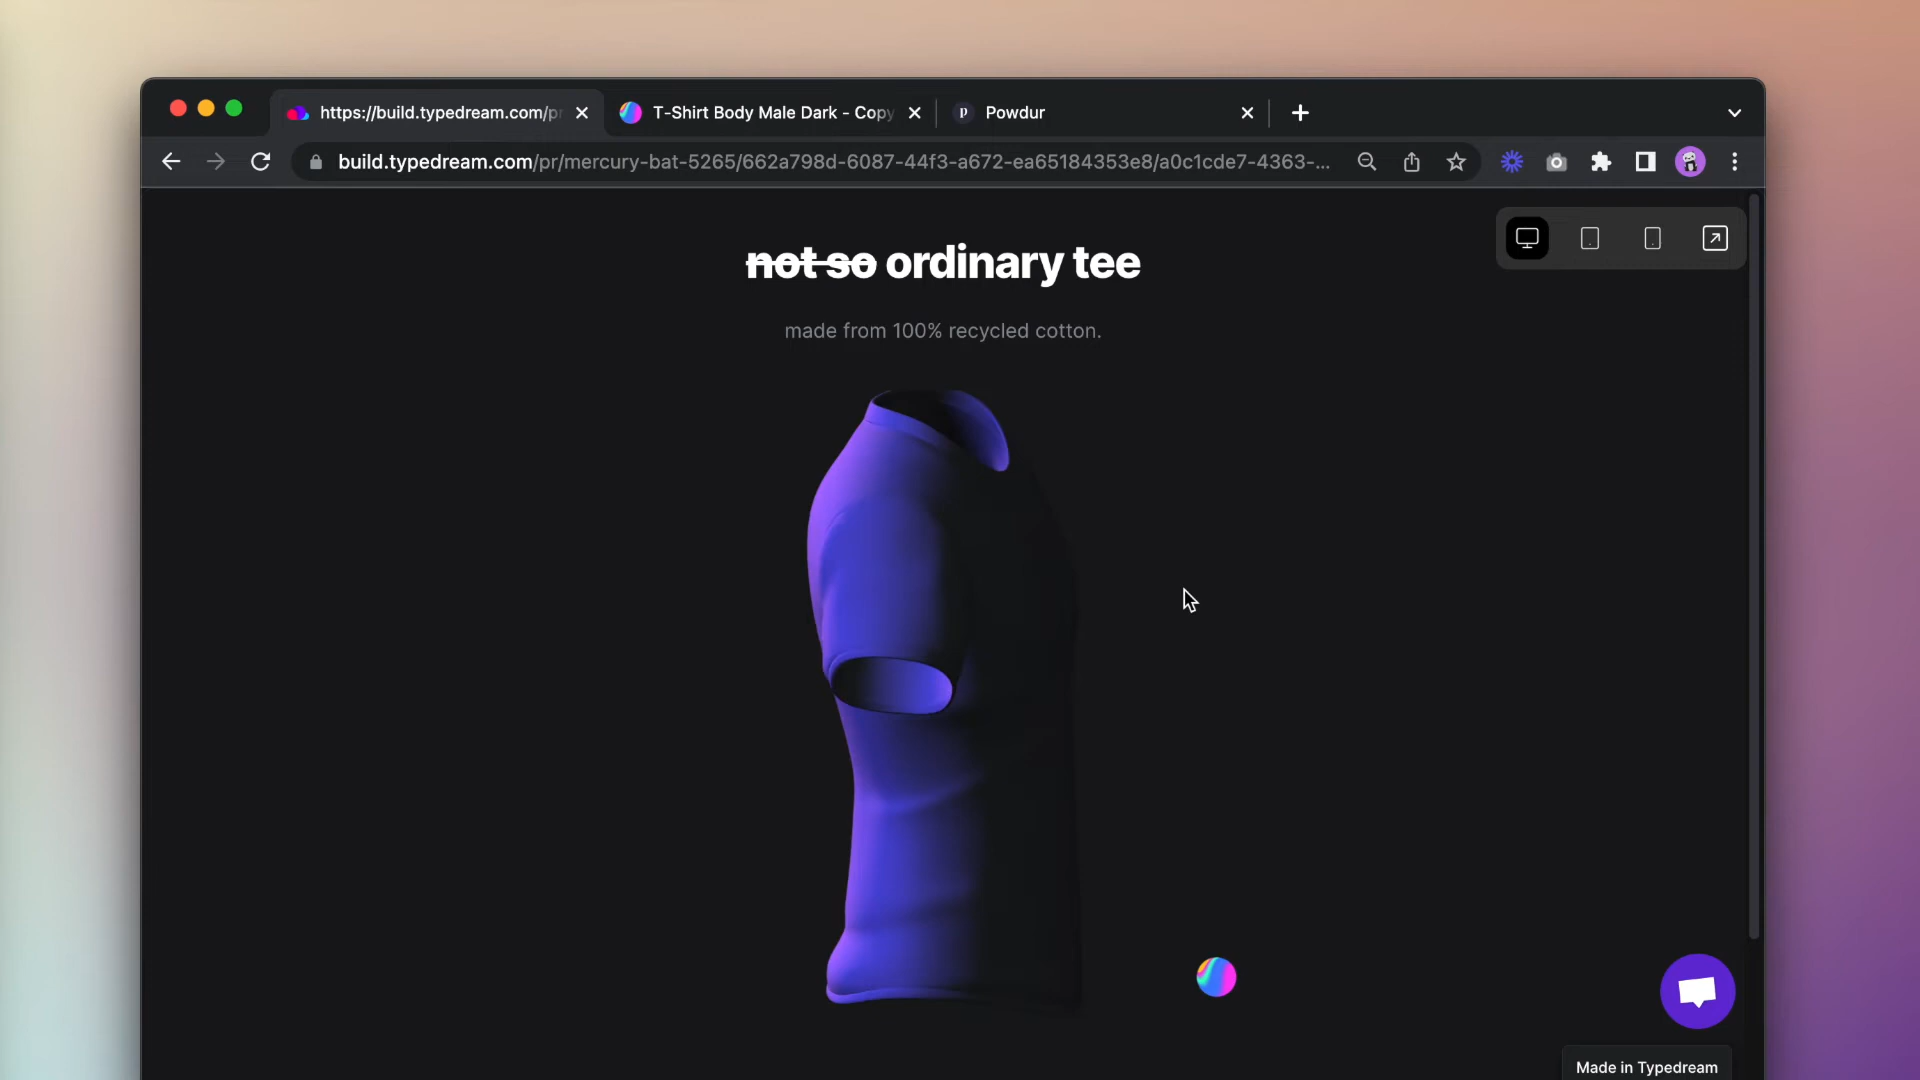 https://build.typedream.com/pr
T-Shirt Body Male Dark - Copy
P
Powdur
build.typedream.com/pr/mercury-bat-5265/662a798d-6087-44f3-a672-ea65184353e8/a0c1cde7-4363-...
not so ordinary tee
made from 100% recycled cotton.
Made in Typedream